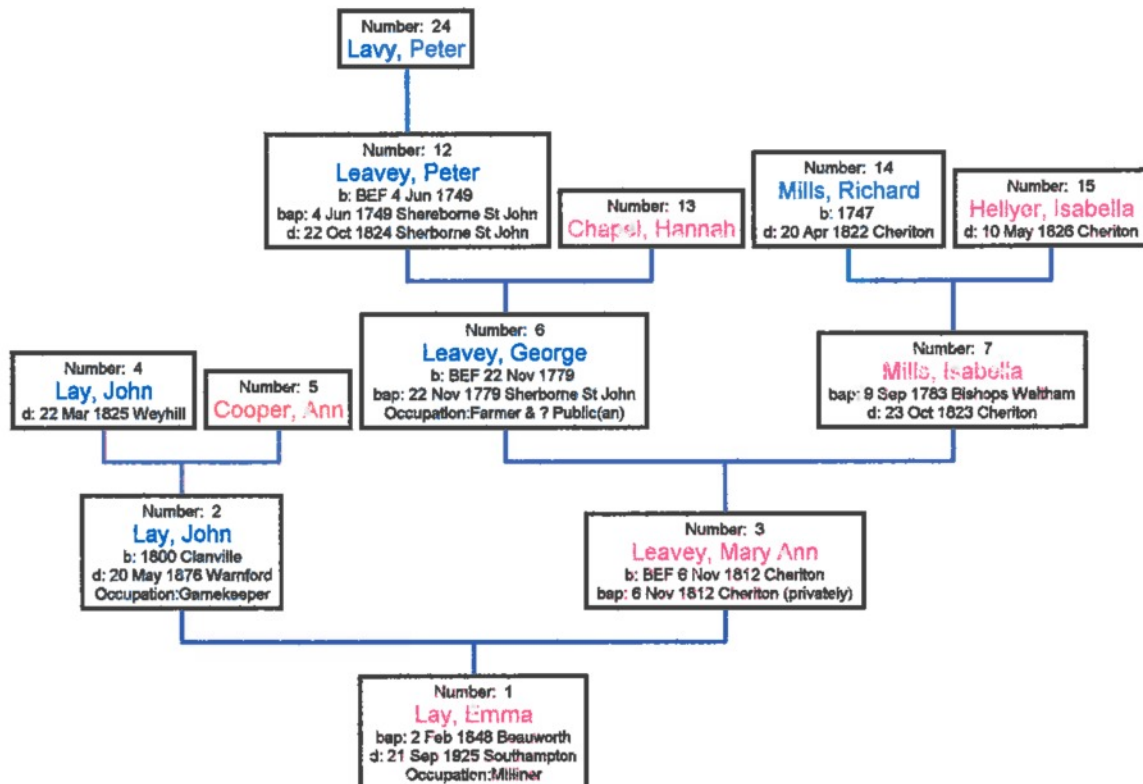 Number: 24
Lavy, Peter
Number: 12
Leavey, Peter
b: BEF 4 Jun 1749
bap: 4 Jun 1749 Shereborne St John
d: 22 Oct 1824 Sherborne St John
Number: 13
Chapel, Hannah
Number: 14
Mills, Richard
b: 1747
d: 20 Apr 1822 Cheriton
Number: 15
Hellyer, Isabella
d: 10 May 1826 Cheriton
Number: 4
Lay, John
d: 22 Mar 1825 Weyhill
Number: 5
Cooper, Ann
Number: 6
Leavey, George
b: BEF 22 Nov 1779
bap: 22 Nov 1779 Sherborne St John
Occupation:Farmer & ? Public(an)
Number: 7
Mills, Isabella
bap: 9 Sep 1783 Bishops Waltham
d: 23 Oct 1823 Cheriton
Number: 2
Lay, John
b: 1800 Clanville
d: 20 May 1876 Warnford
Occupation:Gamekeeper
Number: 3
Leavey, Mary Ann
b: BEF 6 Nov 1812 Cheriton
bap: 6 Nov 1812 Cheriton (privately)
Number: 1
Lay, Emma
bap: 2 Feb 1848 Beauworth
d: 21 Sep 1925 Southampton
Occupation:Milliner